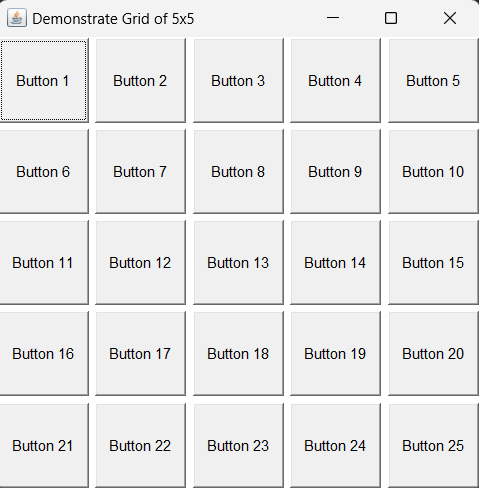 Demonstrate Grid of 5x5
Button 1 Button 2 Button 3 Button 4 Button 5
Button 6 Button 7 Button 8 Button 9 Button 10
Button 11 Button 12 Button 13 Button 14 Button 15
Button 16 Button 17 Button 18 Button 19 Button 20
Button 21 Button 22 Button 23 Button 24 Button 25